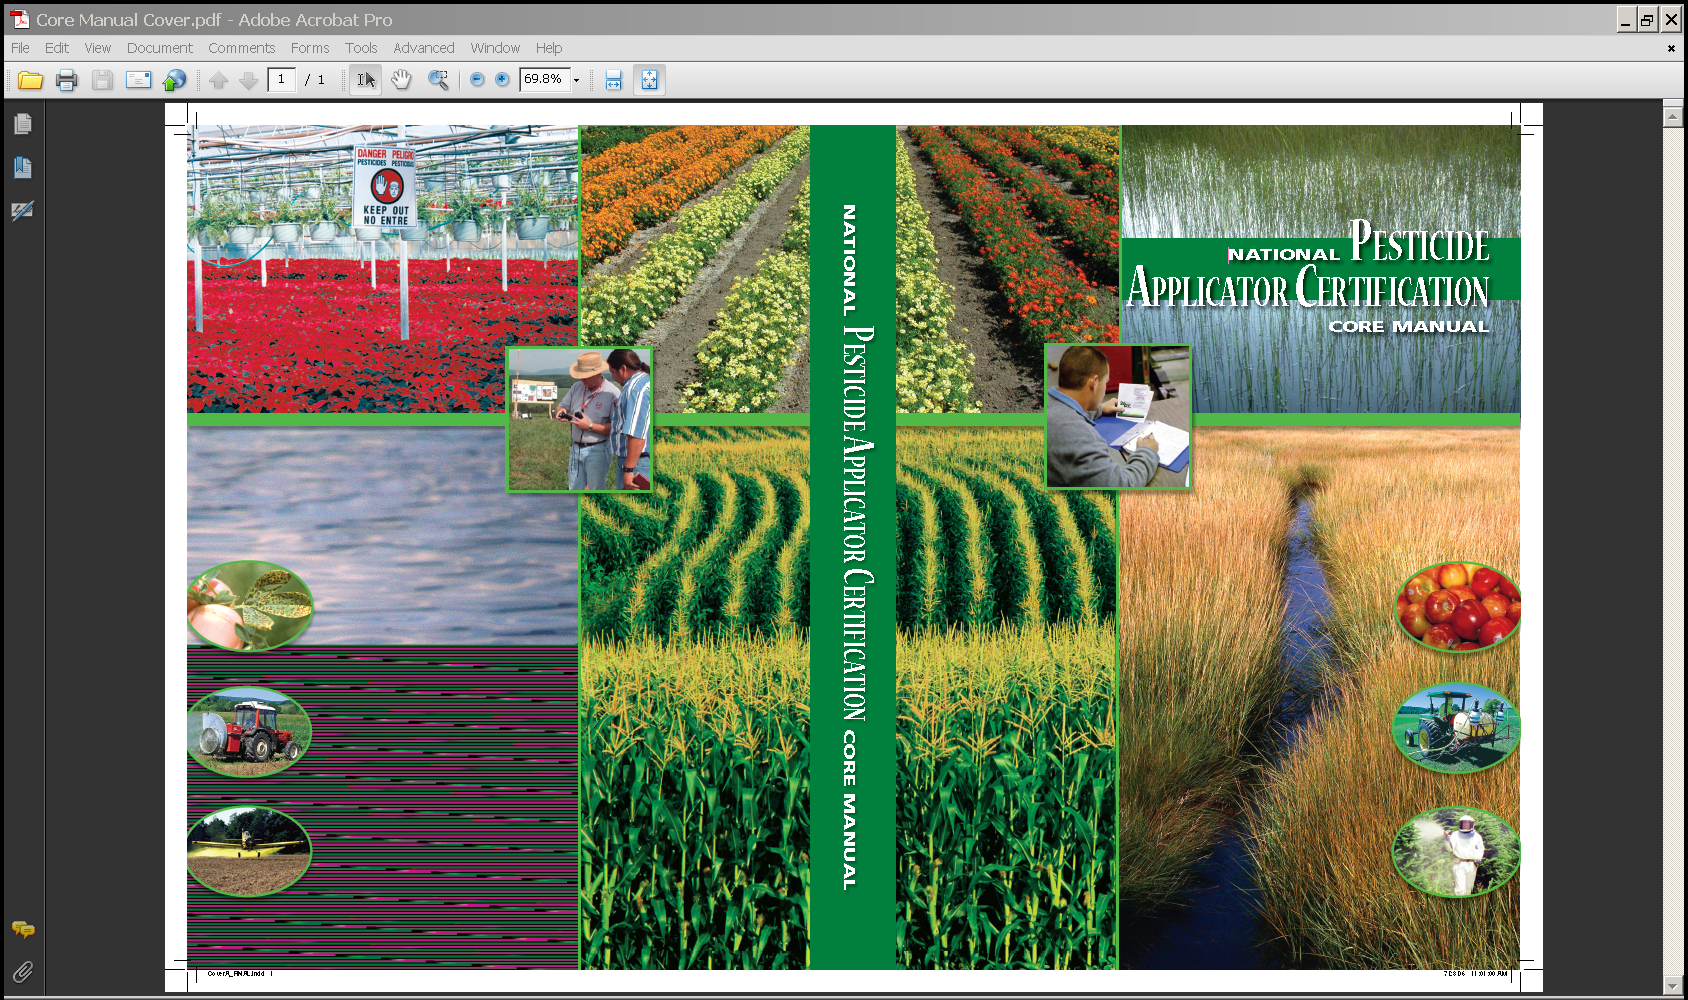 Core Manual Cover.pdf - Adobe Acrobat Pro
File Edit View Document Comments Forms Tools Advanced Window Help
1 / 1 69.8%
DANGER PELIGRO
PESTICIDES PESTICIDAS
KEEP OUT
NO ENTRE
NATIONAL PESTICIDE APPLICATOR CERTIFICATION CORE MANUAL
NATIONAL PESTICIDE
APPLICATOR CERTIFICATION
CORE MANUAL